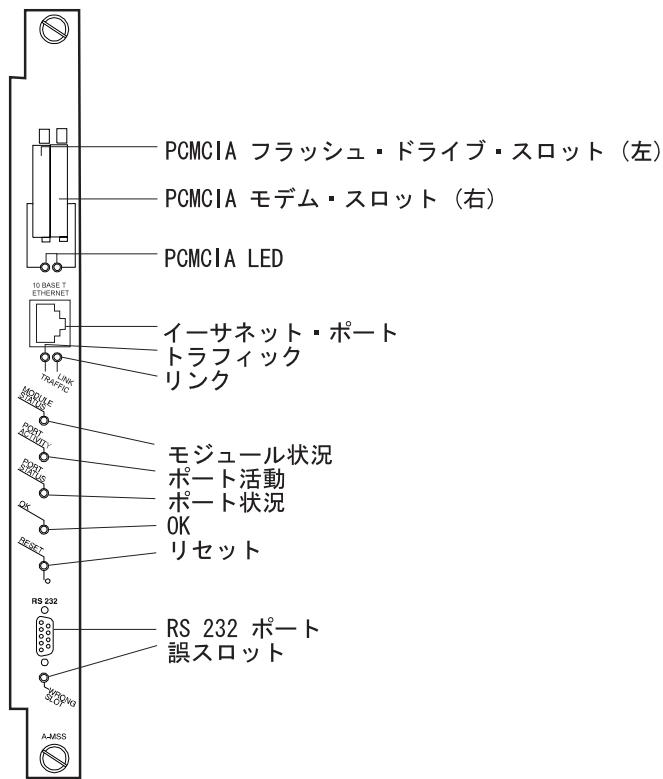 PCMCIA フラッシュ・ドライブ・スロット (左)
PCMCIA モデム・スロット (右)
PCMCIA LED
10 BASE T
ETHERNET
イーサネット・ポート
トラフィック
リンク
LINK
TRAFFIC
MODULE
STATUS
モジュール状況
PORT
ACTIVITY
ポート活動
PORT
STATUS
ポート状況
OK
OK
RESET
リセット
RS 232
RS 232 ポート
誤スロット
WRONG
SLOT
A-MSS